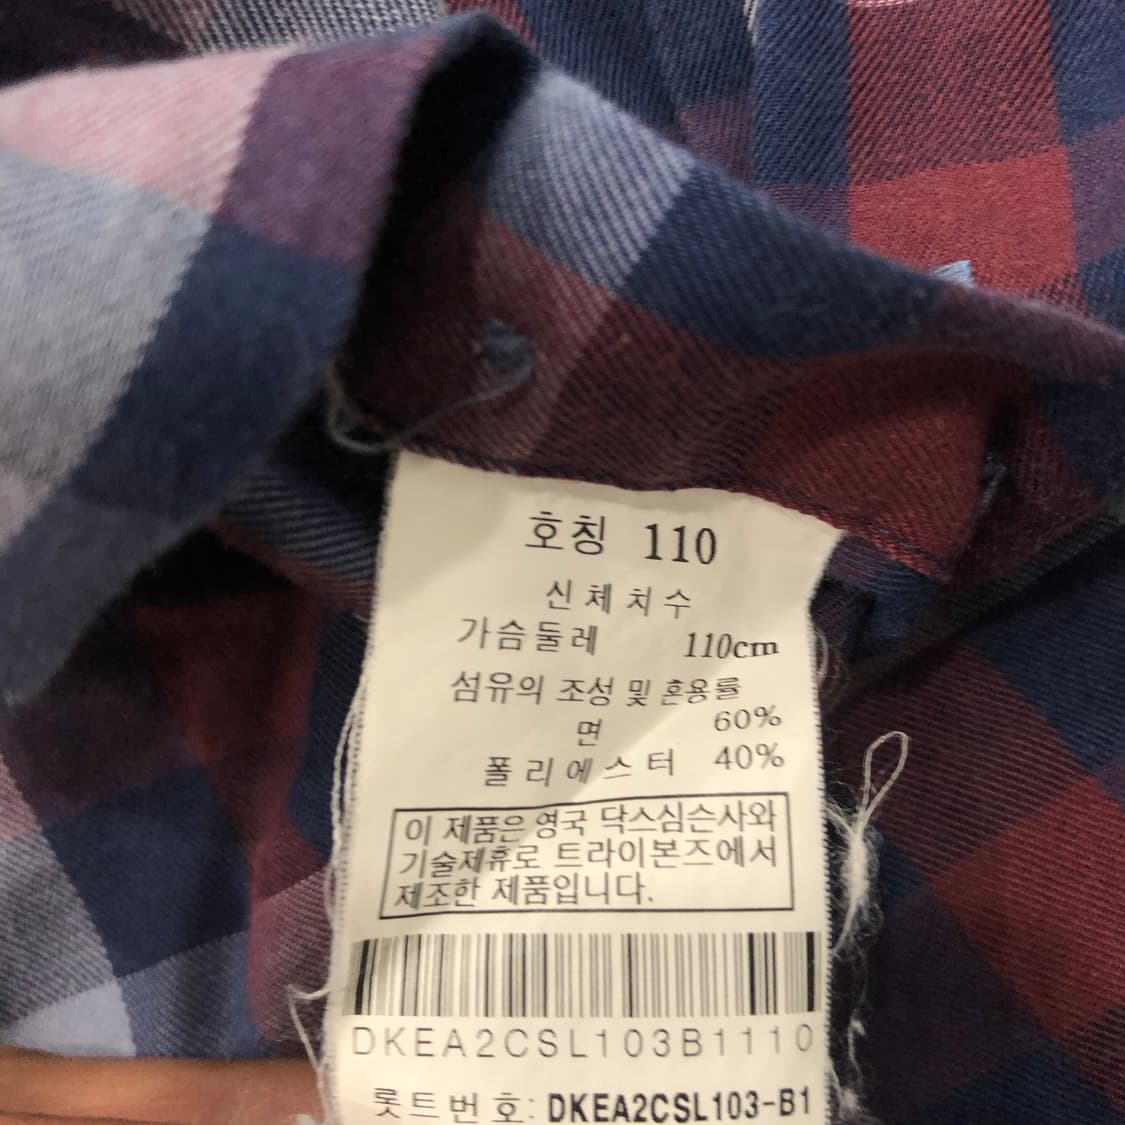 호칭 110
신체치수
가슴둘레 110cm
섬유의 조성 및 혼용률
면 60%
폴리에스터 40%
이 제품은 영국 닥스심슨사와
기술제휴로 트라이본즈에서
제조한 제품입니다.
DKEA2CSL103B1110
롯트번호: DKEA2CSL103-B1